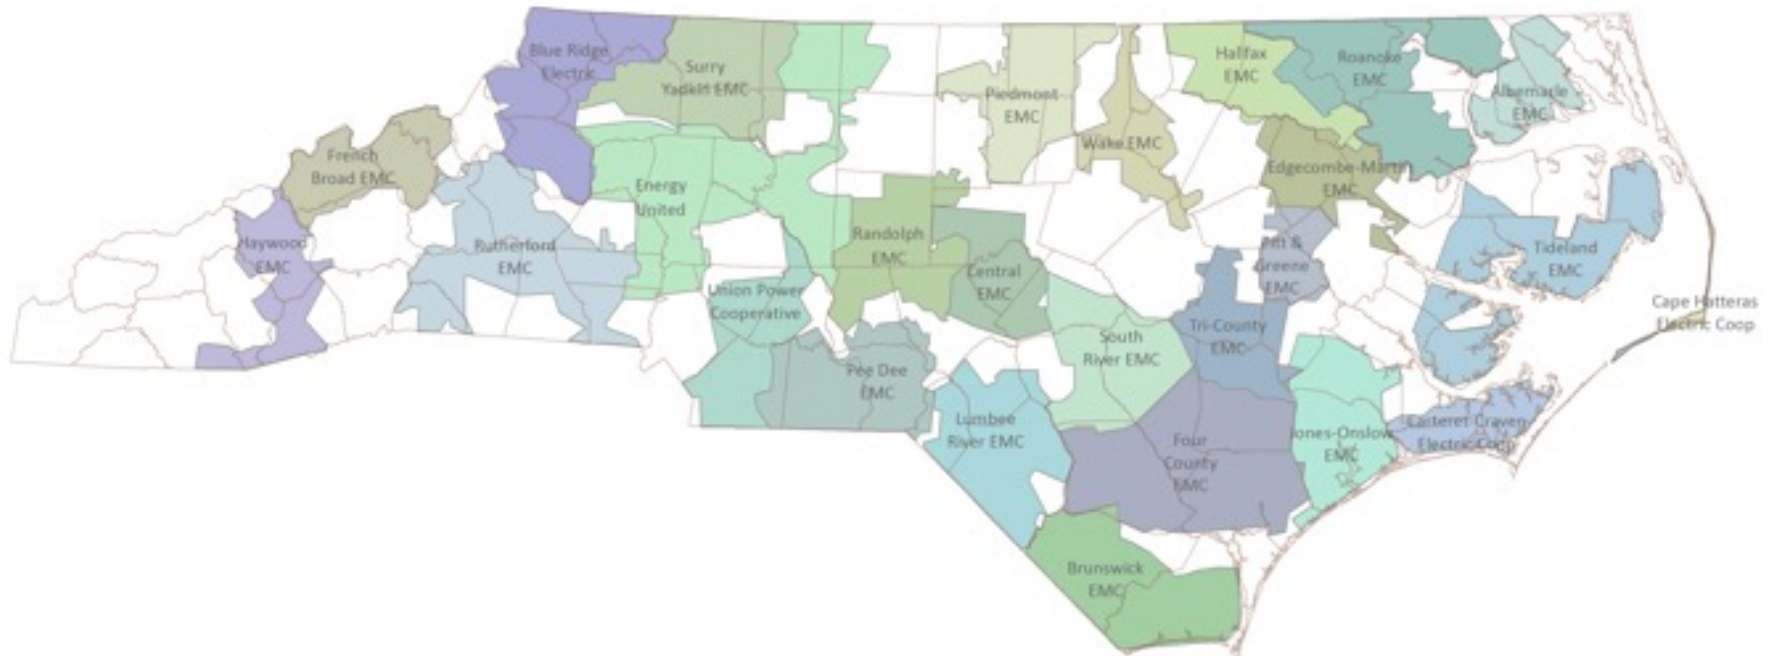 Blue Ridge
Electric
Surry
Yadkin EMC
Piedmont
EMC
Halifax
EMC
Roanoke
EMC
Albemarle
EMC
Wake EMC
French
Broad EMC
Energy
United
Edgecombe-Martin
EMC
Haywood
EMC
Rutherford
EMC
Randolph
EMC
Central
EMC
Pitt &
Greene
EMC
Tideland
EMC
Union Power
Cooperative
Cape Hatteras
Electric Coop
South
River EMC
Tri-County
EMC
Pee Dee
EMC
Lumbee
River EMC
Four
County
EMC
Jones-Onslow
EMC
Carteret-Craven
Electric Coop
Brunswick
EMC